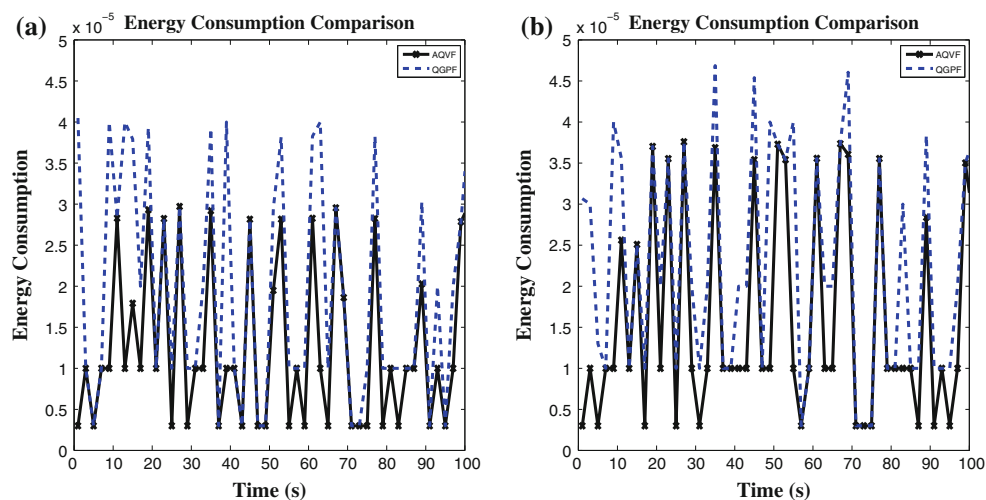 (a) Energy Consumption Comparison
x 10⁻⁵
5
4.5
4
3.5
3
2.5
2
1.5
1
0.5
0
Energy Consumption
AQVF
QGPF
0 10 20 30 40 50 60 70 80 90 100
Time (s)
(b) Energy Consumption Comparison
x 10⁻⁵
5
4.5
4
3.5
3
2.5
2
1.5
1
0.5
0
Energy Consumption
AQVF
QGPF
0 10 20 30 40 50 60 70 80 90 100
Time (s)